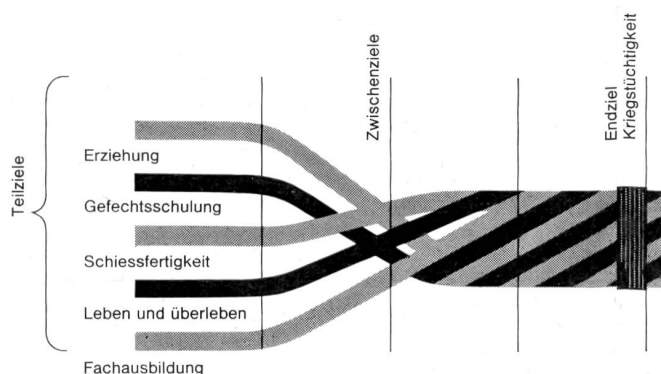 Teilziele
Erziehung
Gefechtsschulung
Schiessfertigkeit
Leben und überleben
Fachausbildung
Zwischenziele
Endziel
Kriegstüchtigkeit